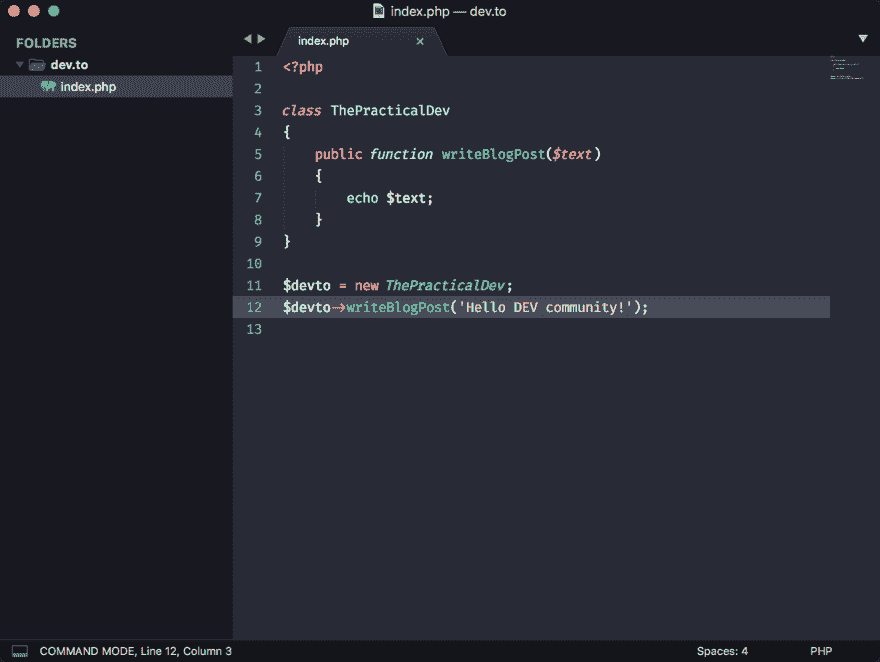 index.php — dev.to
FOLDERS
dev.to
index.php
index.php ×
1 <?php
2
3 class ThePracticalDev
4 {
5     public function writeBlogPost($text)
6     {
7         echo $text;
8     }
9 }
10
11 $devto = new ThePracticalDev;
12 $devto->writeBlogPost('Hello DEV community!');
13
COMMAND MODE, Line 12, Column 3 Spaces: 4 PHP